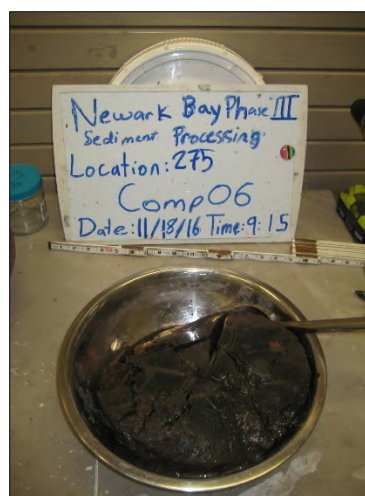 Newark Bay Phase III
Sediment Processing
Location: 275
Comp06
Date: 11/18/16 Time: 9:15